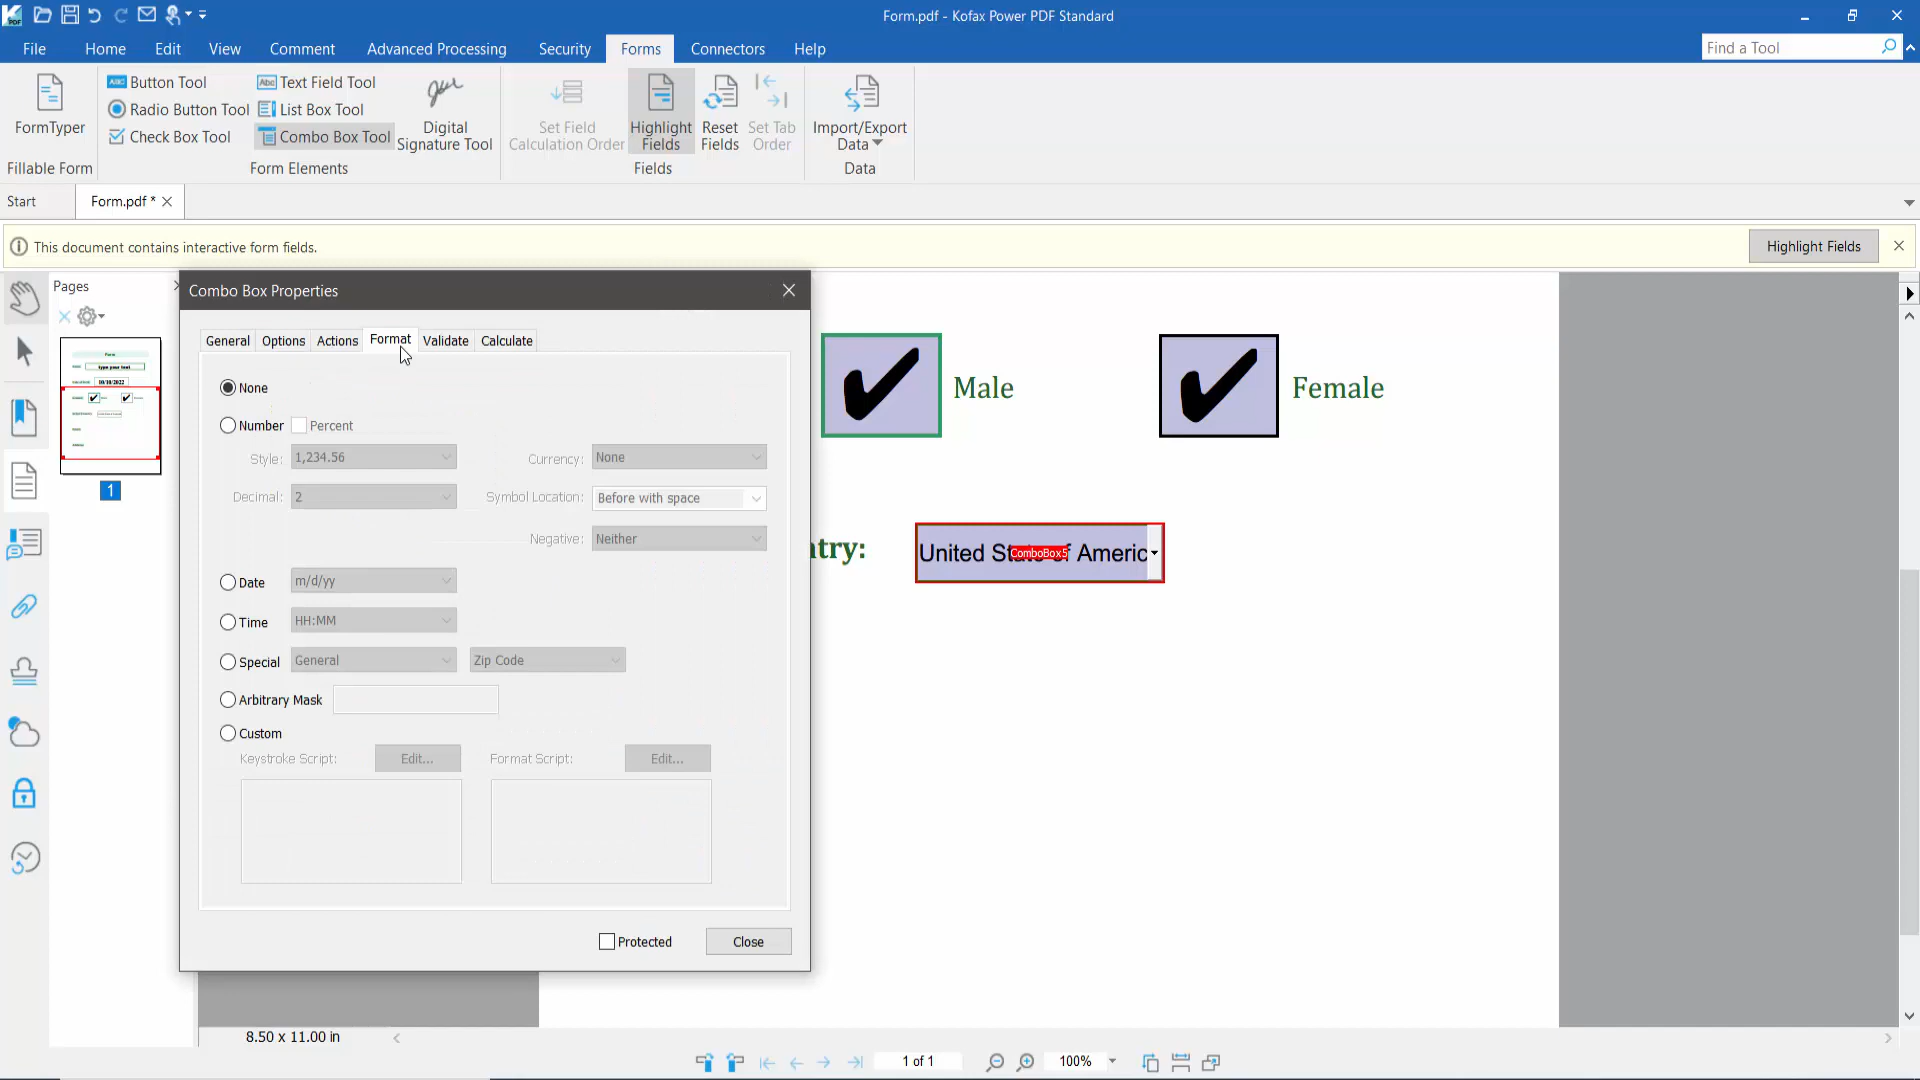 Form.pdf - Kofax Power PDF Standard
File Home Edit View Comment Advanced Processing Security Forms Connectors Help
Find a Tool
FormTyper
Fillable Form
Button Tool
Radio Button Tool
Check Box Tool
Text Field Tool
List Box Tool
Combo Box Tool
Digital
Signature Tool
Form Elements
Set Field
Calculation Order
Highlight
Fields
Reset
Fields
Set Tab
Order
Fields
Import/Export
Data
Data
Start
Form.pdf *
This document contains interactive form fields.
Highlight Fields
Pages
1
Combo Box Properties
General Options Actions Format Validate Calculate
None
Number Percent
Style: 1,234.56 Currency: None
Decimal: 2 Symbol Location: Before with space
Negative: Neither
Date m/d/yy
Time HH:MM
Special General Zip Code
Arbitrary Mask
Custom
Keystroke Script: Edit... Format Script: Edit...
Protected Close
Male
Female
ntry:
United State of Americ
ComboBox5
8.50 x 11.00 in
1 of 1
100%